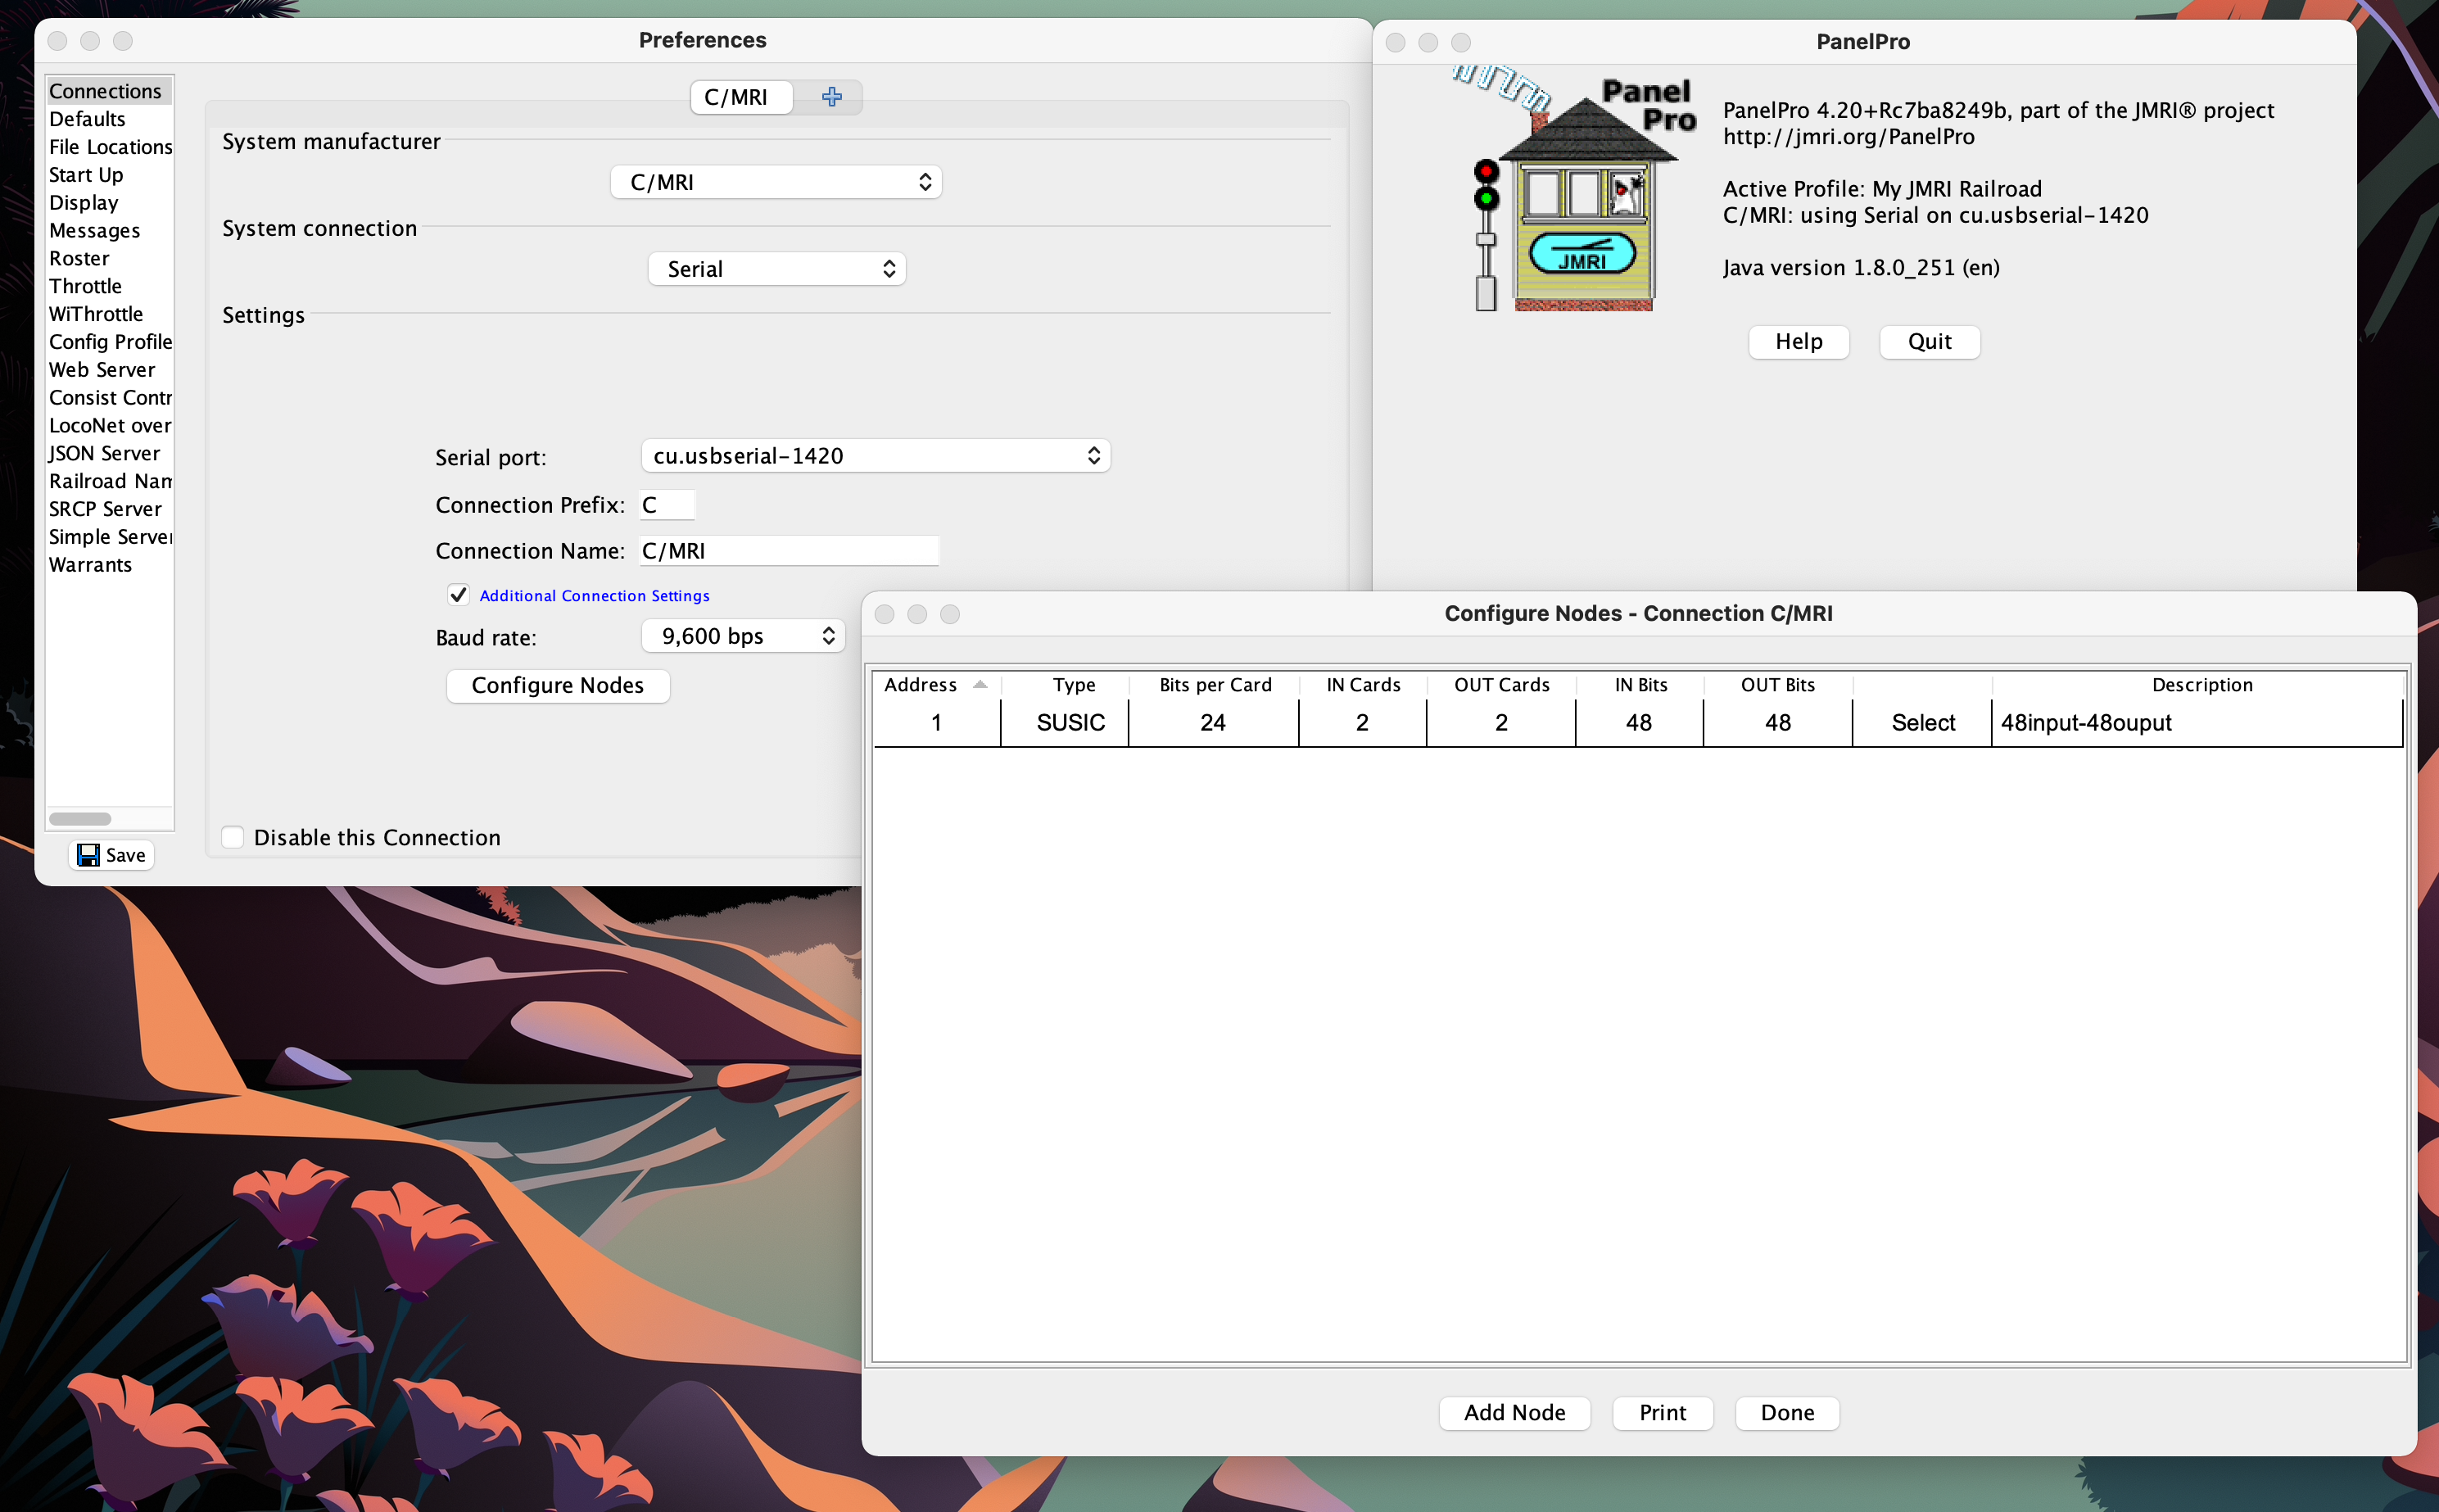 Preferences
Connections
Defaults
File Locations
Start Up
Display
Messages
Roster
Throttle
WiThrottle
Config Profile
Web Server
Consist Contr
LocoNet over
JSON Server
Railroad Nam
SRCP Server
Simple Server
Warrants
Save
C/MRI
System manufacturer
C/MRI
System connection
Serial
Settings
Serial port: cu.usbserial-1420
Connection Prefix: C
Connection Name: C/MRI
Additional Connection Settings
Baud rate: 9,600 bps
Configure Nodes
Disable this Connection
PanelPro
Panel
Pro
JMRI
PanelPro 4.20+Rc7ba8249b, part of the JMRI® project
http://jmri.org/PanelPro
Active Profile: My JMRI Railroad
C/MRI: using Serial on cu.usbserial-1420
Java version 1.8.0_251 (en)
Help Quit
Configure Nodes - Connection C/MRI
Address Type Bits per Card IN Cards OUT Cards IN Bits OUT Bits Description
1 SUSIC 24 2 2 48 48 Select 48input-48ouput
Add Node Print Done